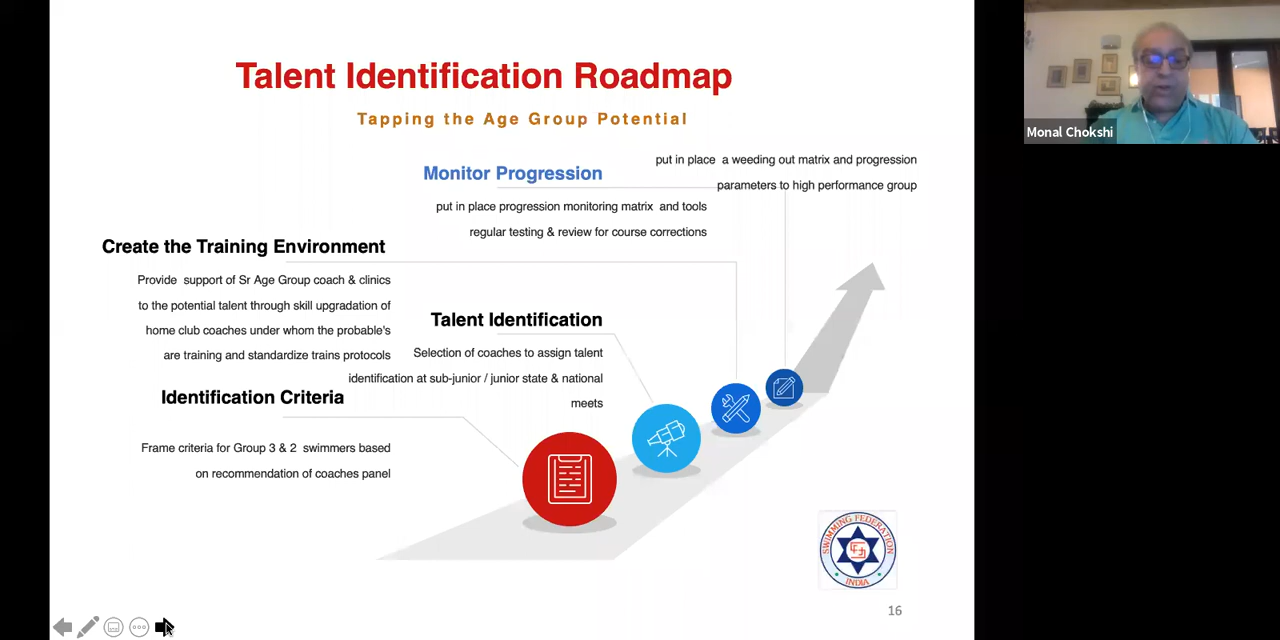 Talent Identification Roadmap
Tapping the Age Group Potential
Monitor Progression
put in place progression monitoring matrix and tools
regular testing & review for course corrections
put in place a weeding out matrix and progression
parameters to high performance group
Create the Training Environment
Provide support of Sr Age Group coach & clinics
to the potential talent through skill upgradation of
home club coaches under whom the probable's
are training and standardize trains protocols
Talent Identification
Selection of coaches to assign talent
identification at sub-junior / junior state & national
meets
Identification Criteria
Frame criteria for Group 3 & 2 swimmers based
on recommendation of coaches panel
SWIMMING FEDERATION
INDIA
16
Monal Chokshi